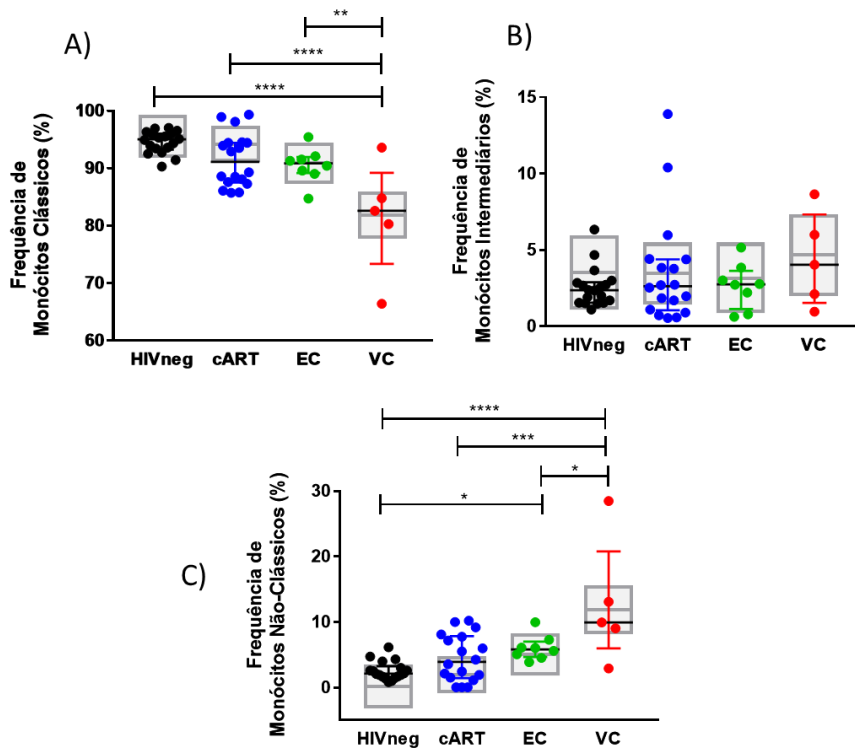 A)
**
****
****
Frequência de
Monócitos Clássicos (%)
100
90
80
70
60
HIVneg cART EC VC
B)
Frequência de
Monócitos Intermediários (%)
15
10
5
0
HIVneg cART EC VC
C)
****
***
*
*
Frequência de
Monócitos Não-Clássicos (%)
30
20
10
0
HIVneg cART EC VC